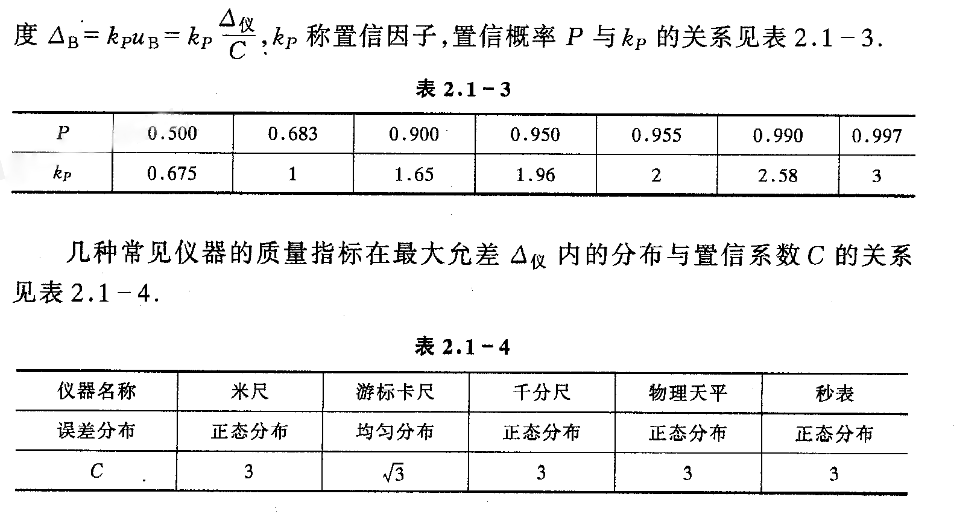 度 Δ_B = k_P u_B = k_P Δ_仪/C, k_P 称置信因子,置信概率 P 与 k_P 的关系见表 2.1-3.
表 2.1-3
P 0.500 0.683 0.900 0.950 0.955 0.990 0.997
k_P 0.675 1 1.65 1.96 2 2.58 3
几种常见仪器的质量指标在最大允差 Δ_仪 内的分布与置信系数 C 的关系
见表 2.1-4.
表 2.1-4
仪器名称 米尺 游标卡尺 千分尺 物理天平 秒表
误差分布 正态分布 均匀分布 正态分布 正态分布 正态分布
C 3 √3 3 3 3